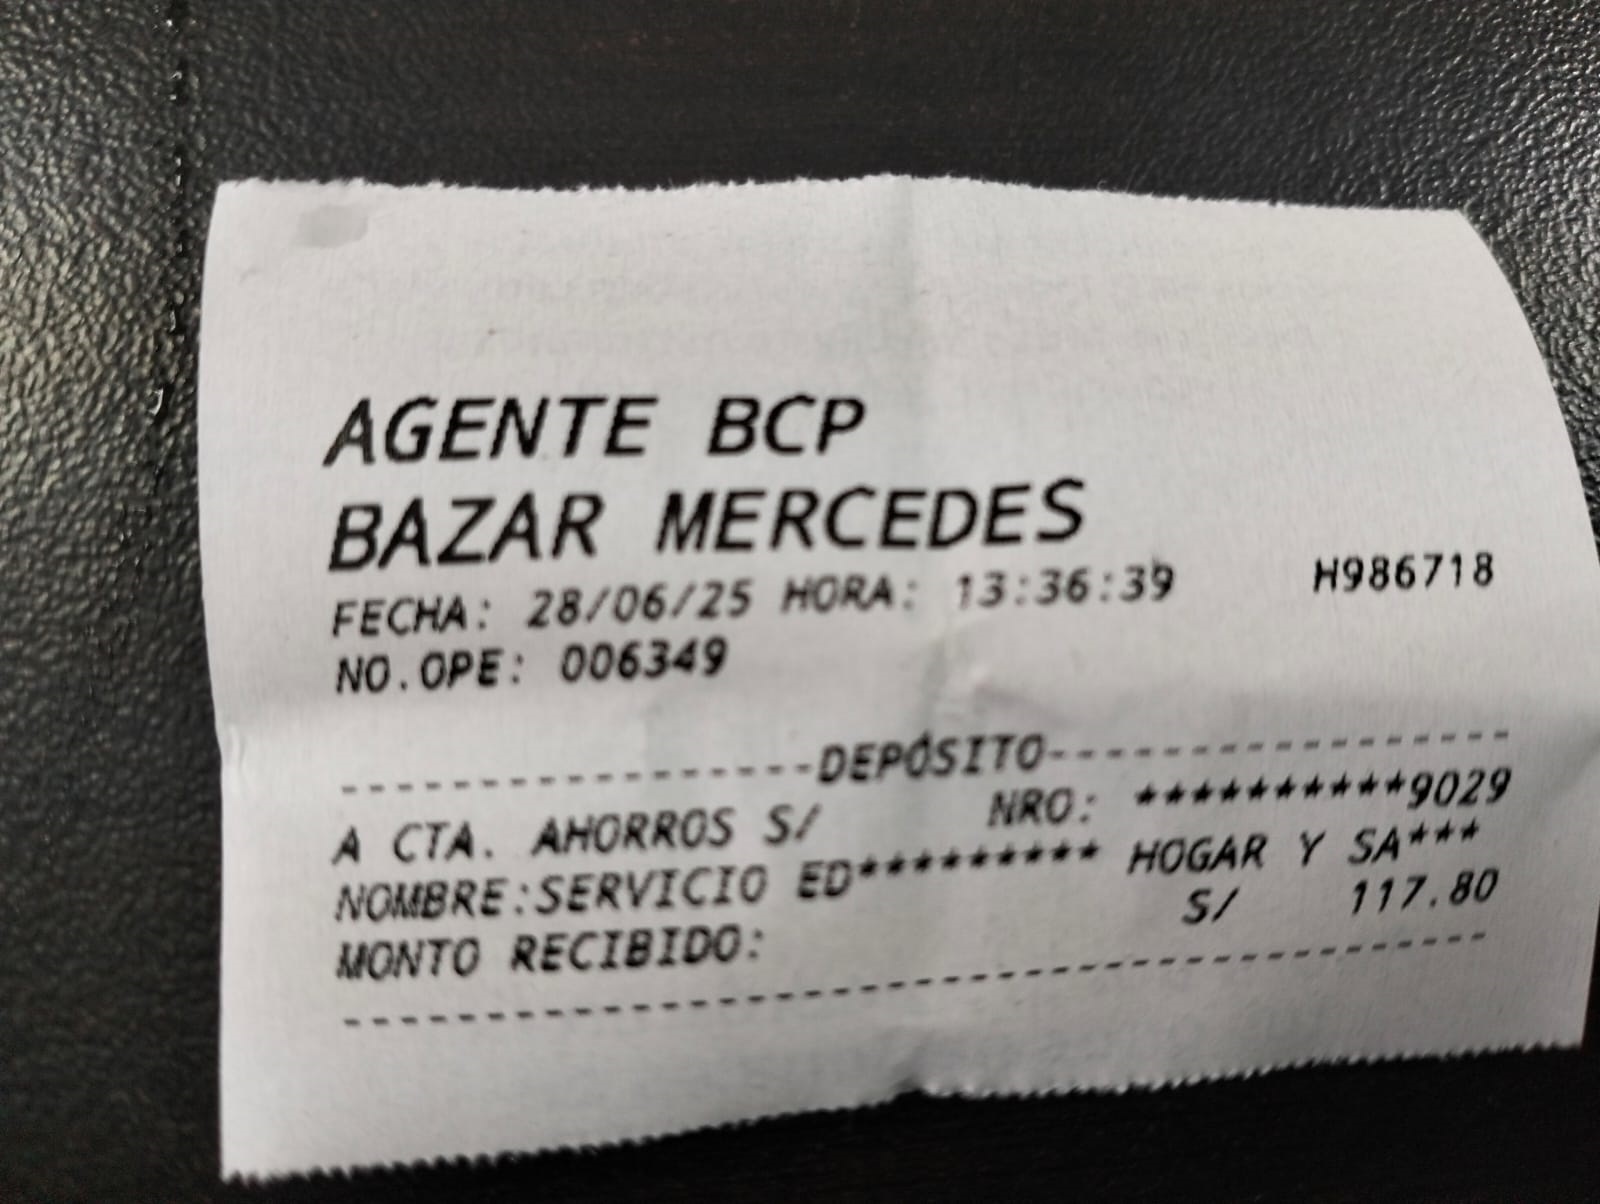 AGENTE BCP
BAZAR MERCEDES
FECHA: 28/06/25 HORA: 13:36:39 H986718
NO.OPE: 006349
-----------------DEPÓSITO-----------------
A CTA. AHORROS S/ NRO: **********9029
NOMBRE:SERVICIO ED********* HOGAR Y SA***
MONTO RECIBIDO: S/ 117.80
------------------------------------------